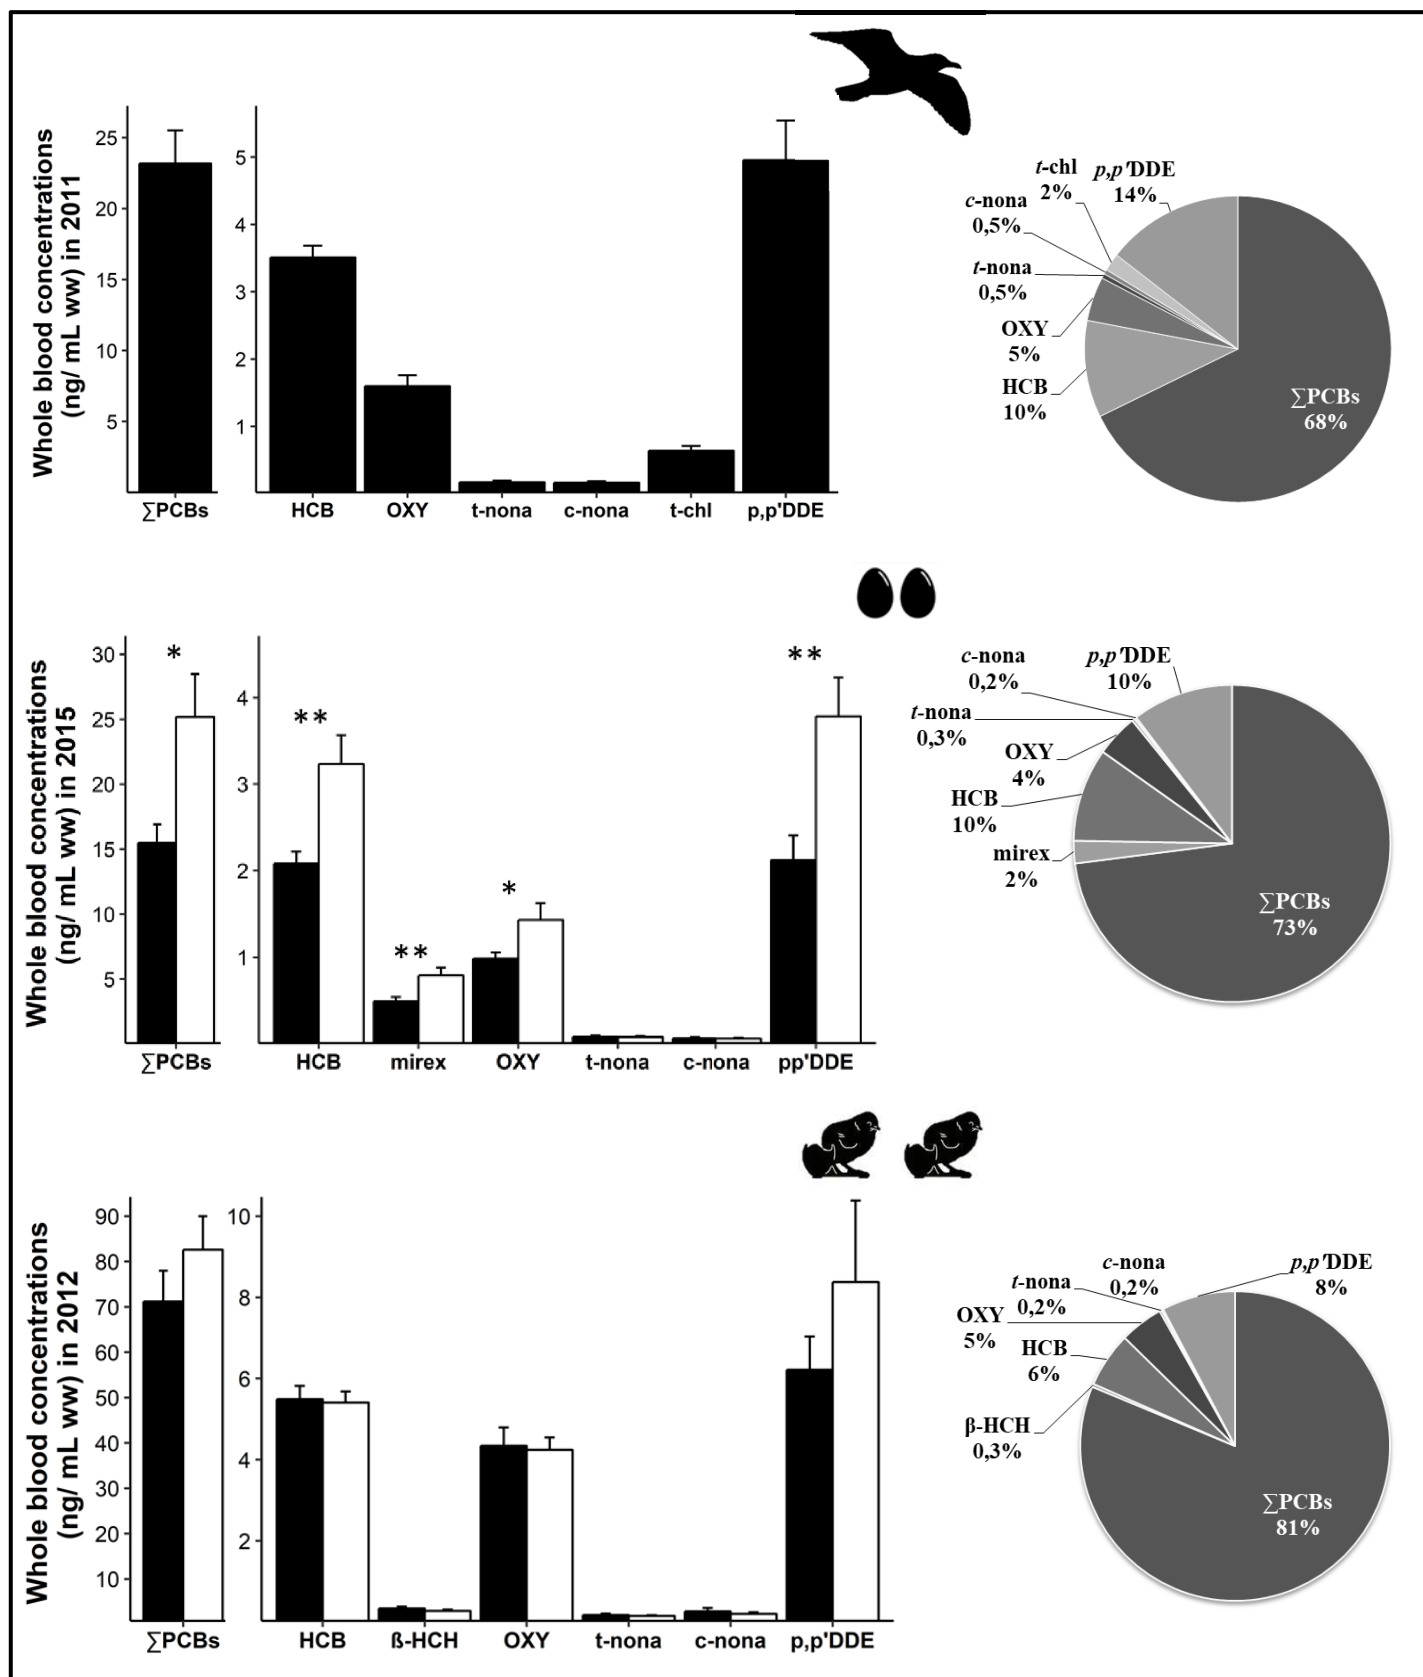 Whole blood concentrations
(ng/ mL ww) in 2011
25
20
15
10
5
∑PCBs
5
4
3
2
1
HCB OXY t-nona c-nona t-chl p,p'DDE
t-chl
2%
p,p'DDE
14%
c-nona
0,5%
t-nona
0,5%
OXY
5%
HCB
10%
∑PCBs
68%
Whole blood concentrations
(ng/ mL ww) in 2015
30
25
20
15
10
5
*
∑PCBs
4
3
2
1
**
**
*
**
HCB mirex OXY t-nona c-nona pp'DDE
c-nona
0,2%
p,p'DDE
10%
t-nona
0,3%
OXY
4%
HCB
10%
mirex
2%
∑PCBs
73%
Whole blood concentrations
(ng/ mL ww) in 2012
90
80
70
60
50
40
30
20
10
∑PCBs
10
8
6
4
2
HCB ß-HCH OXY t-nona c-nona p,p'DDE
c-nona
0,2%
p,p'DDE
8%
t-nona
0,2%
OXY
5%
HCB
6%
β-HCH
0,3%
∑PCBs
81%